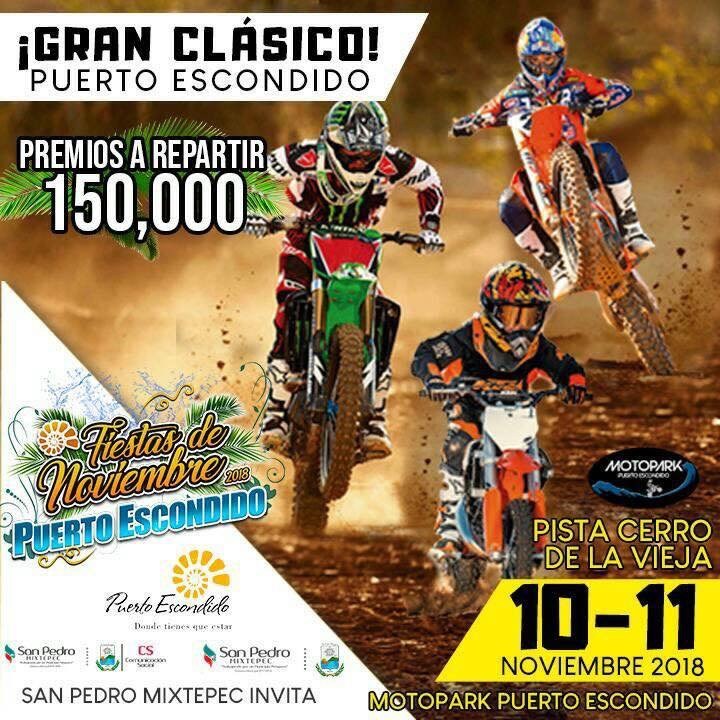 ¡GRAN CLÁSICO!
PUERTO ESCONDIDO
PREMIOS A REPARTIR
150,000
Fiestas de
Noviembre
2018
PUERTO ESCONDIDO
MOTOPARK
PUERTO ESCONDIDO
PISTA CERRO
DE LA VIEJA
Puerto Escondido
Donde tienes que estar
10-11
NOVIEMBRE 2018
San Pedro
MIXTEPEC
CS
Comunicación
Social
San Pedro
MIXTEPEC
SAN PEDRO MIXTEPEC INVITA
MOTOPARK PUERTO ESCONDIDO